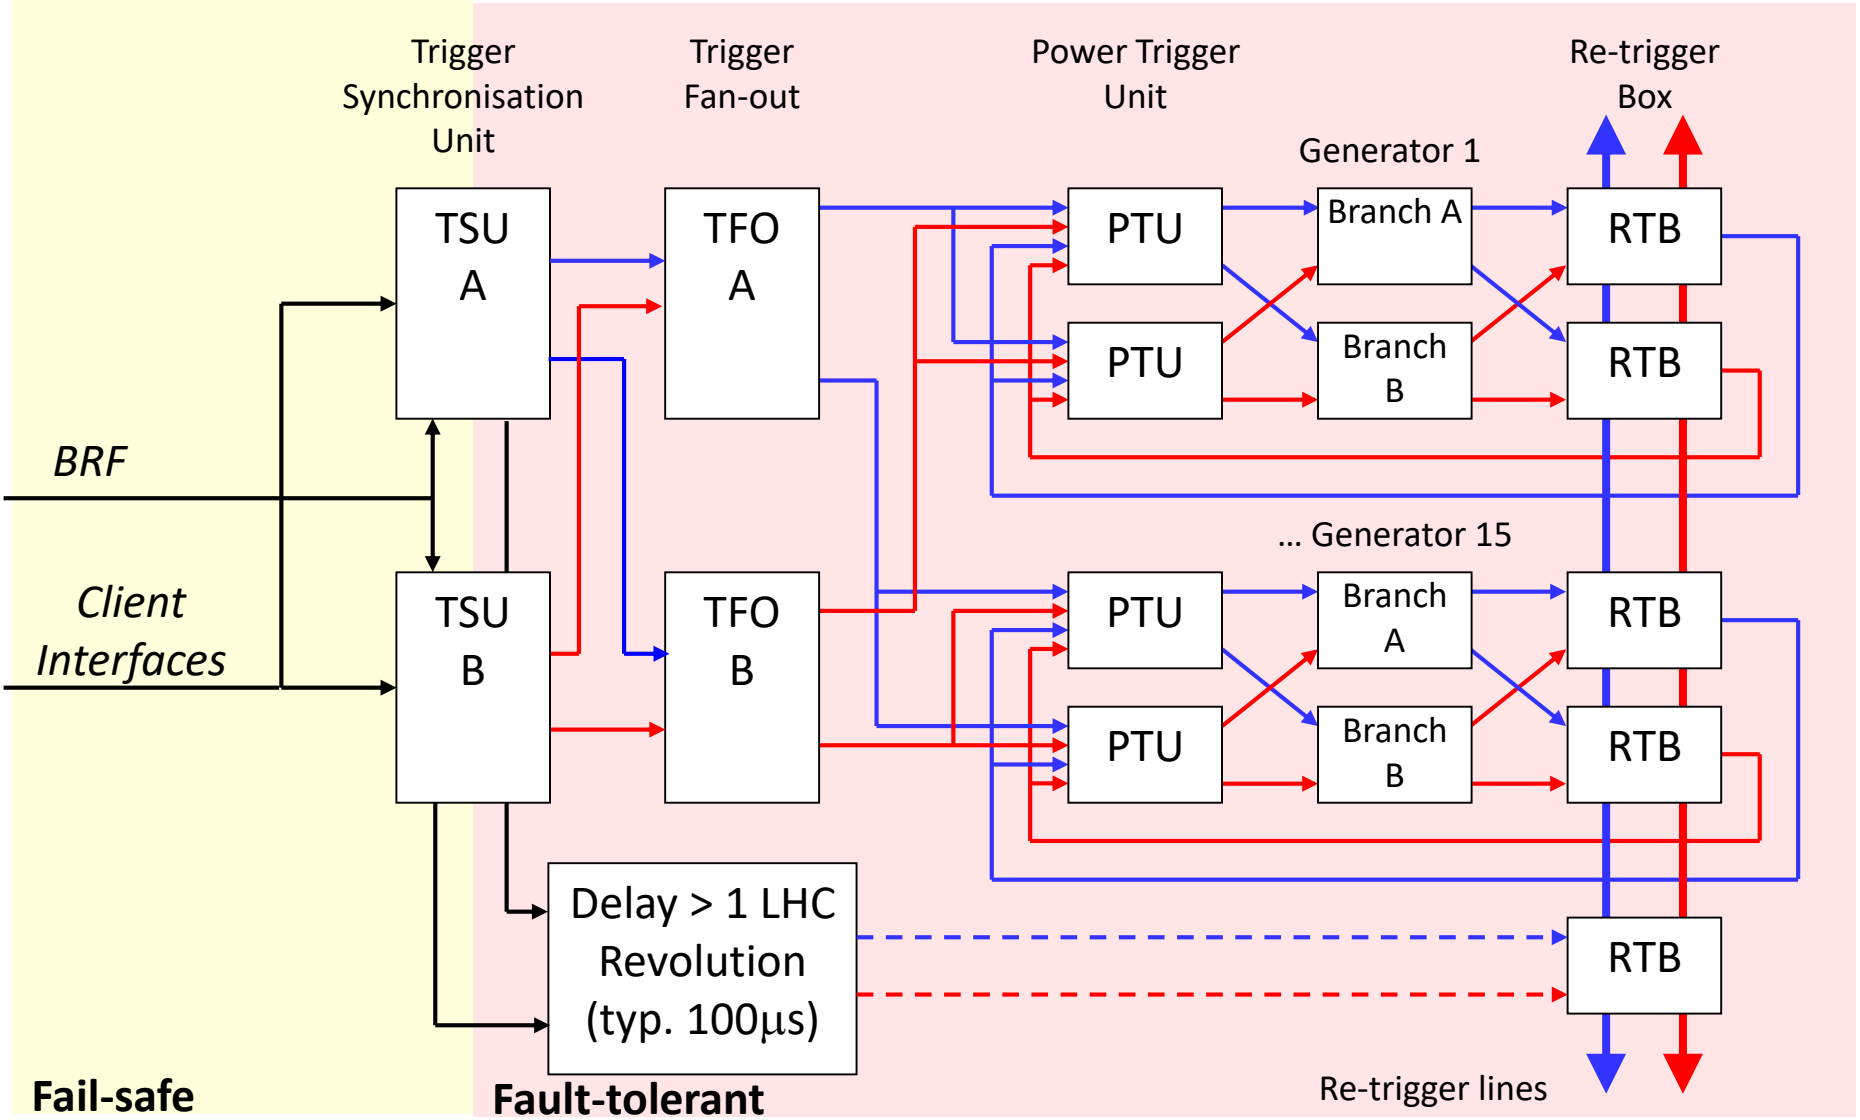 Trigger
Synchronisation
Unit
Trigger
Fan-out
Power Trigger
Unit
Re-trigger
Box
Generator 1
TSU
A
TFO
A
PTU
Branch A
RTB
PTU
Branch
B
RTB
BRF
... Generator 15
Client
Interfaces
TSU
B
TFO
B
PTU
Branch
A
RTB
PTU
Branch
B
RTB
Delay > 1 LHC
Revolution
(typ. 100μs)
RTB
Re-trigger lines
Fail-safe
Fault-tolerant